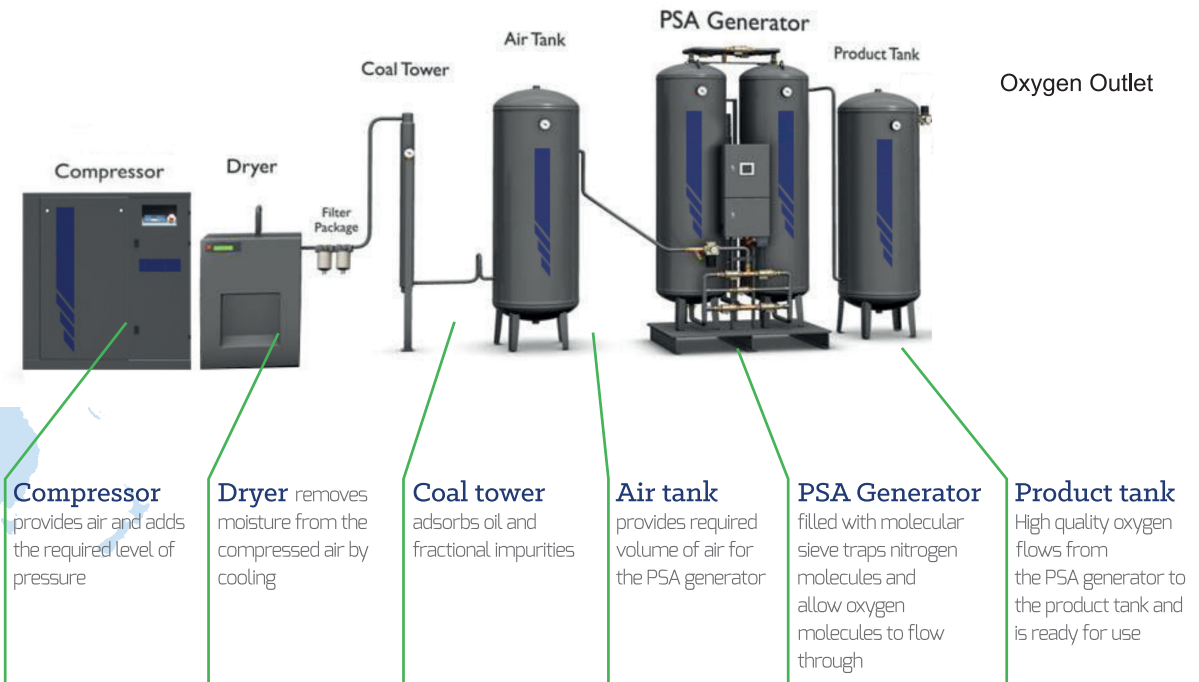 PSA Generator
Air Tank
Product Tank
Coal Tower
Oxygen Outlet
Compressor
Dryer
Filter
Package
Compressor
provides air and adds
the required level of
pressure
Dryer removes
moisture from the
compressed air by
cooling
Coal tower
adsorbs oil and
fractional impurities
Air tank
provides required
volume of air for
the PSA generator
PSA Generator
filled with molecular
sieve traps nitrogen
molecules and
allow oxygen
molecules to flow
through
Product tank
High quality oxygen
flows from
the PSA generator to
the product tank and
is ready for use